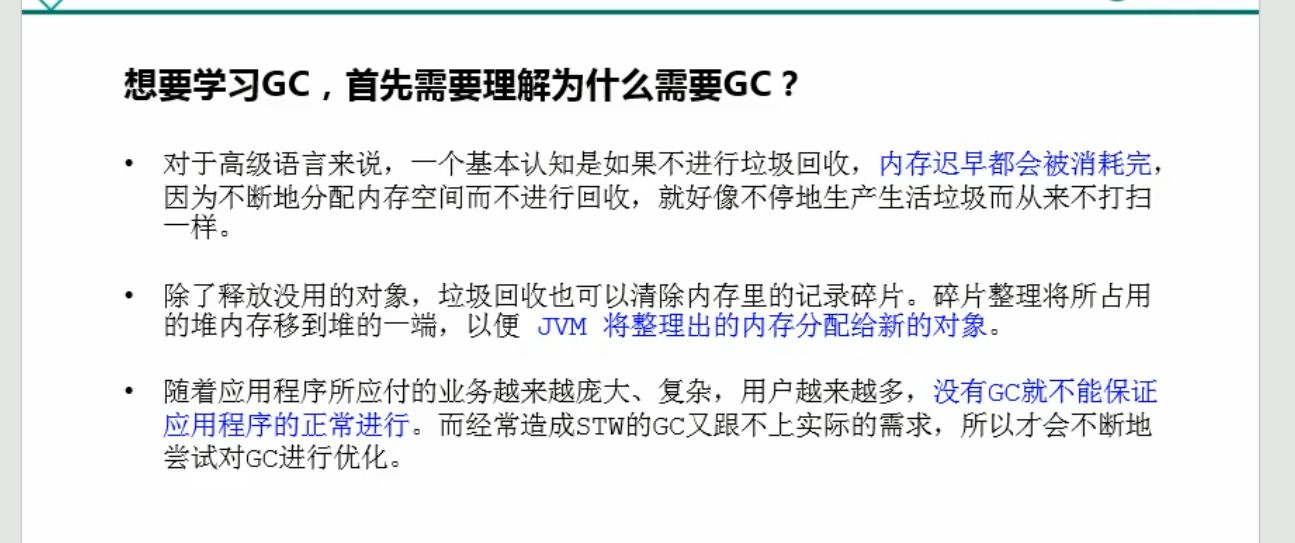 想要学习GC，首先需要理解为什么需要GC？
• 对于高级语言来说，一个基本认知是如果不进行垃圾回收，内存迟早都会被消耗完，
因为不断地分配内存空间而不进行回收，就好像不停地生产生活垃圾而从来不打扫
一样。
• 除了释放没用的对象，垃圾回收也可以清除内存里的记录碎片。碎片整理将所占用
的堆内存移到堆的一端，以便 JVM 将整理出的内存分配给新的对象。
• 随着应用程序所应付的业务越来越庞大、复杂，用户越来越多，没有GC就不能保证
应用程序的正常进行。而经常造成STW的GC又跟不上实际的需求，所以才会不断地
尝试对GC进行优化。